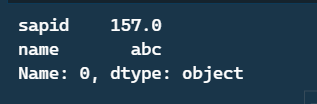 sapid    157.0
name       abc
Name: 0, dtype: object